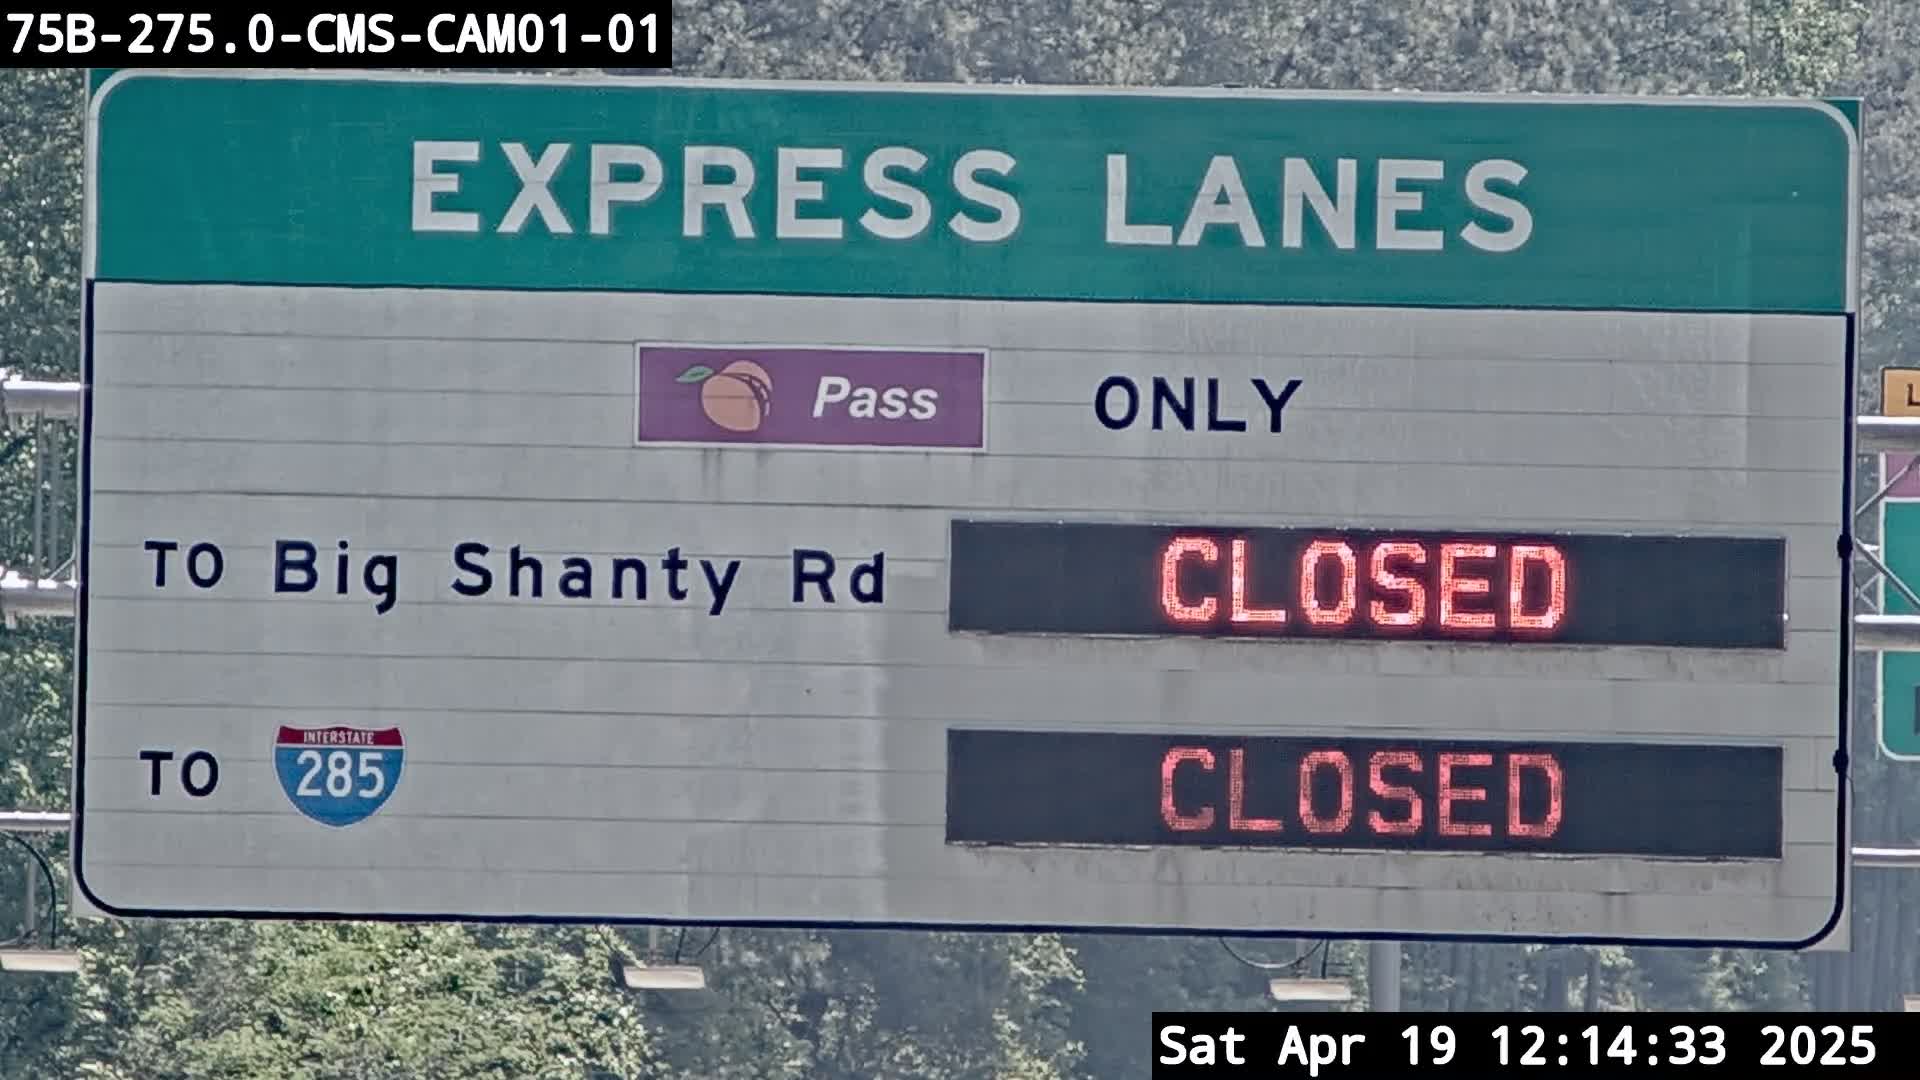 75B-275.0-CMS-CAM01-01
EXPRESS LANES
Pass ONLY
TO Big Shanty Rd CLOSED
TO INTERSTATE 285 CLOSED
Sat Apr 19 12:14:33 2025